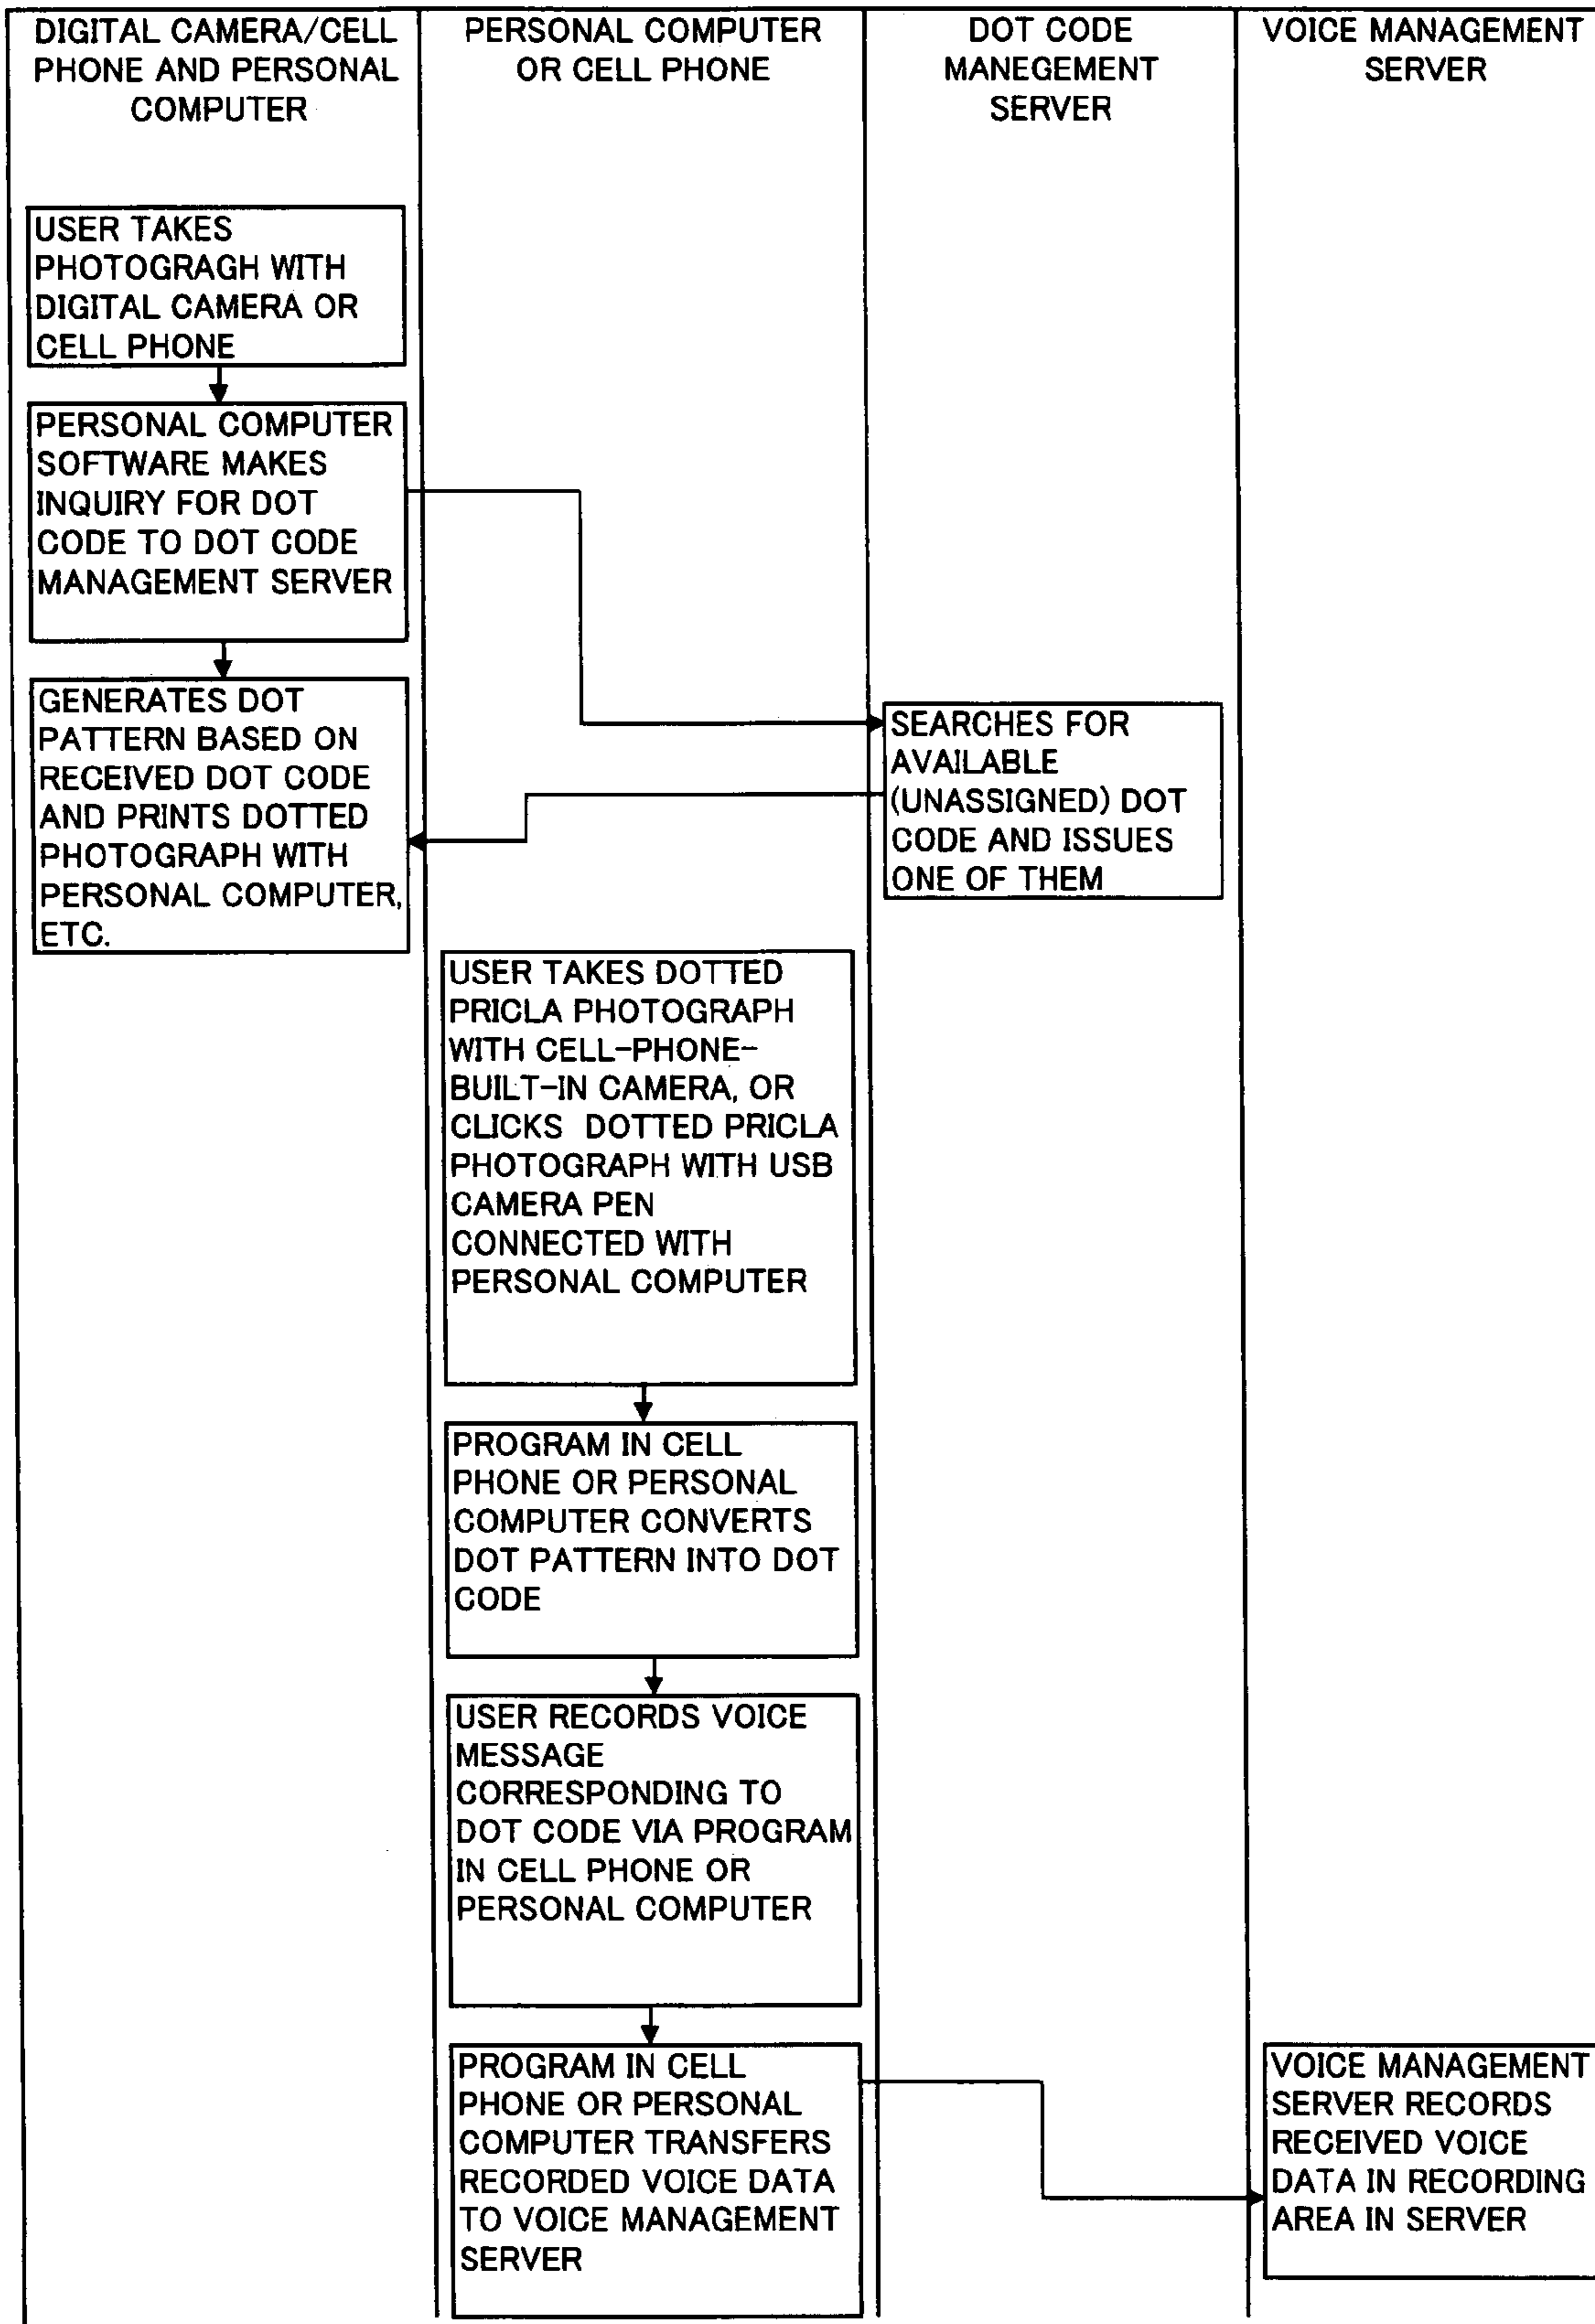 DIGITAL CAMERA/CELL
PHONE AND PERSONAL
COMPUTER
PERSONAL COMPUTER
OR CELL PHONE
DOT CODE
MANEGEMENT
SERVER
VOICE MANAGEMENT
SERVER
USER TAKES
PHOTOGRAGH WITH
DIGITAL CAMERA OR
CELL PHONE
PERSONAL COMPUTER
SOFTWARE MAKES
INQUIRY FOR DOT
CODE TO DOT CODE
MANAGEMENT SERVER
GENERATES DOT
PATTERN BASED ON
RECEIVED DOT CODE
AND PRINTS DOTTED
PHOTOGRAPH WITH
PERSONAL COMPUTER,
ETC.
SEARCHES FOR
AVAILABLE
(UNASSIGNED) DOT
CODE AND ISSUES
ONE OF THEM
USER TAKES DOTTED
PRICLA PHOTOGRAPH
WITH CELL-PHONE-
BUILT-IN CAMERA, OR
CLICKS DOTTED PRICLA
PHOTOGRAPH WITH USB
CAMERA PEN
CONNECTED WITH
PERSONAL COMPUTER
PROGRAM IN CELL
PHONE OR PERSONAL
COMPUTER CONVERTS
DOT PATTERN INTO DOT
CODE
USER RECORDS VOICE
MESSAGE
CORRESPONDING TO
DOT CODE VIA PROGRAM
IN CELL PHONE OR
PERSONAL COMPUTER
PROGRAM IN CELL
PHONE OR PERSONAL
COMPUTER TRANSFERS
RECORDED VOICE DATA
TO VOICE MANAGEMENT
SERVER
VOICE MANAGEMENT
SERVER RECORDS
RECEIVED VOICE
DATA IN RECORDING
AREA IN SERVER